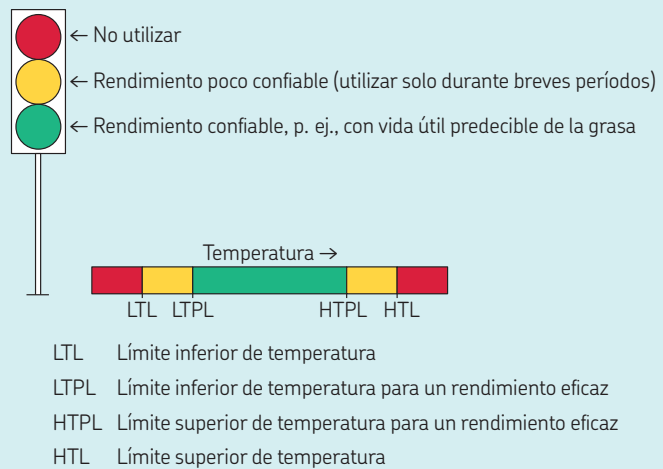 ← No utilizar
← Rendimiento poco confiable (utilizar solo durante breves períodos)
← Rendimiento confiable, p. ej., con vida útil predecible de la grasa
Temperatura →
LTL LTPL HTPL HTL
LTL Límite inferior de temperatura
LTPL Límite inferior de temperatura para un rendimiento eficaz
HTPL Límite superior de temperatura para un rendimiento eficaz
HTL Límite superior de temperatura